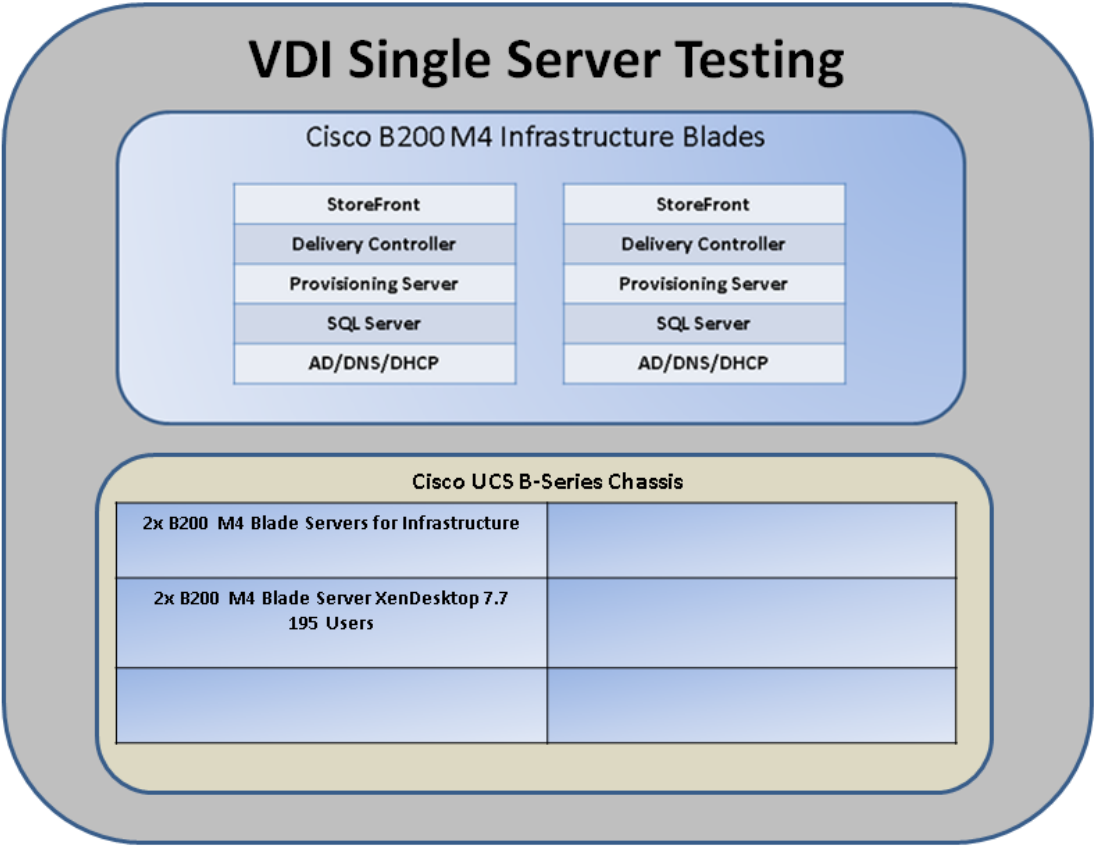 VDI Single Server Testing
Cisco B200 M4 Infrastructure Blades
StoreFront
Delivery Controller
Provisioning Server
SQL Server
AD/DNS/DHCP
StoreFront
Delivery Controller
Provisioning Server
SQL Server
AD/DNS/DHCP
Cisco UCS B-Series Chassis
2x B200 M4 Blade Servers for Infrastructure
2x B200 M4 Blade Server XenDesktop 7.7
195 Users